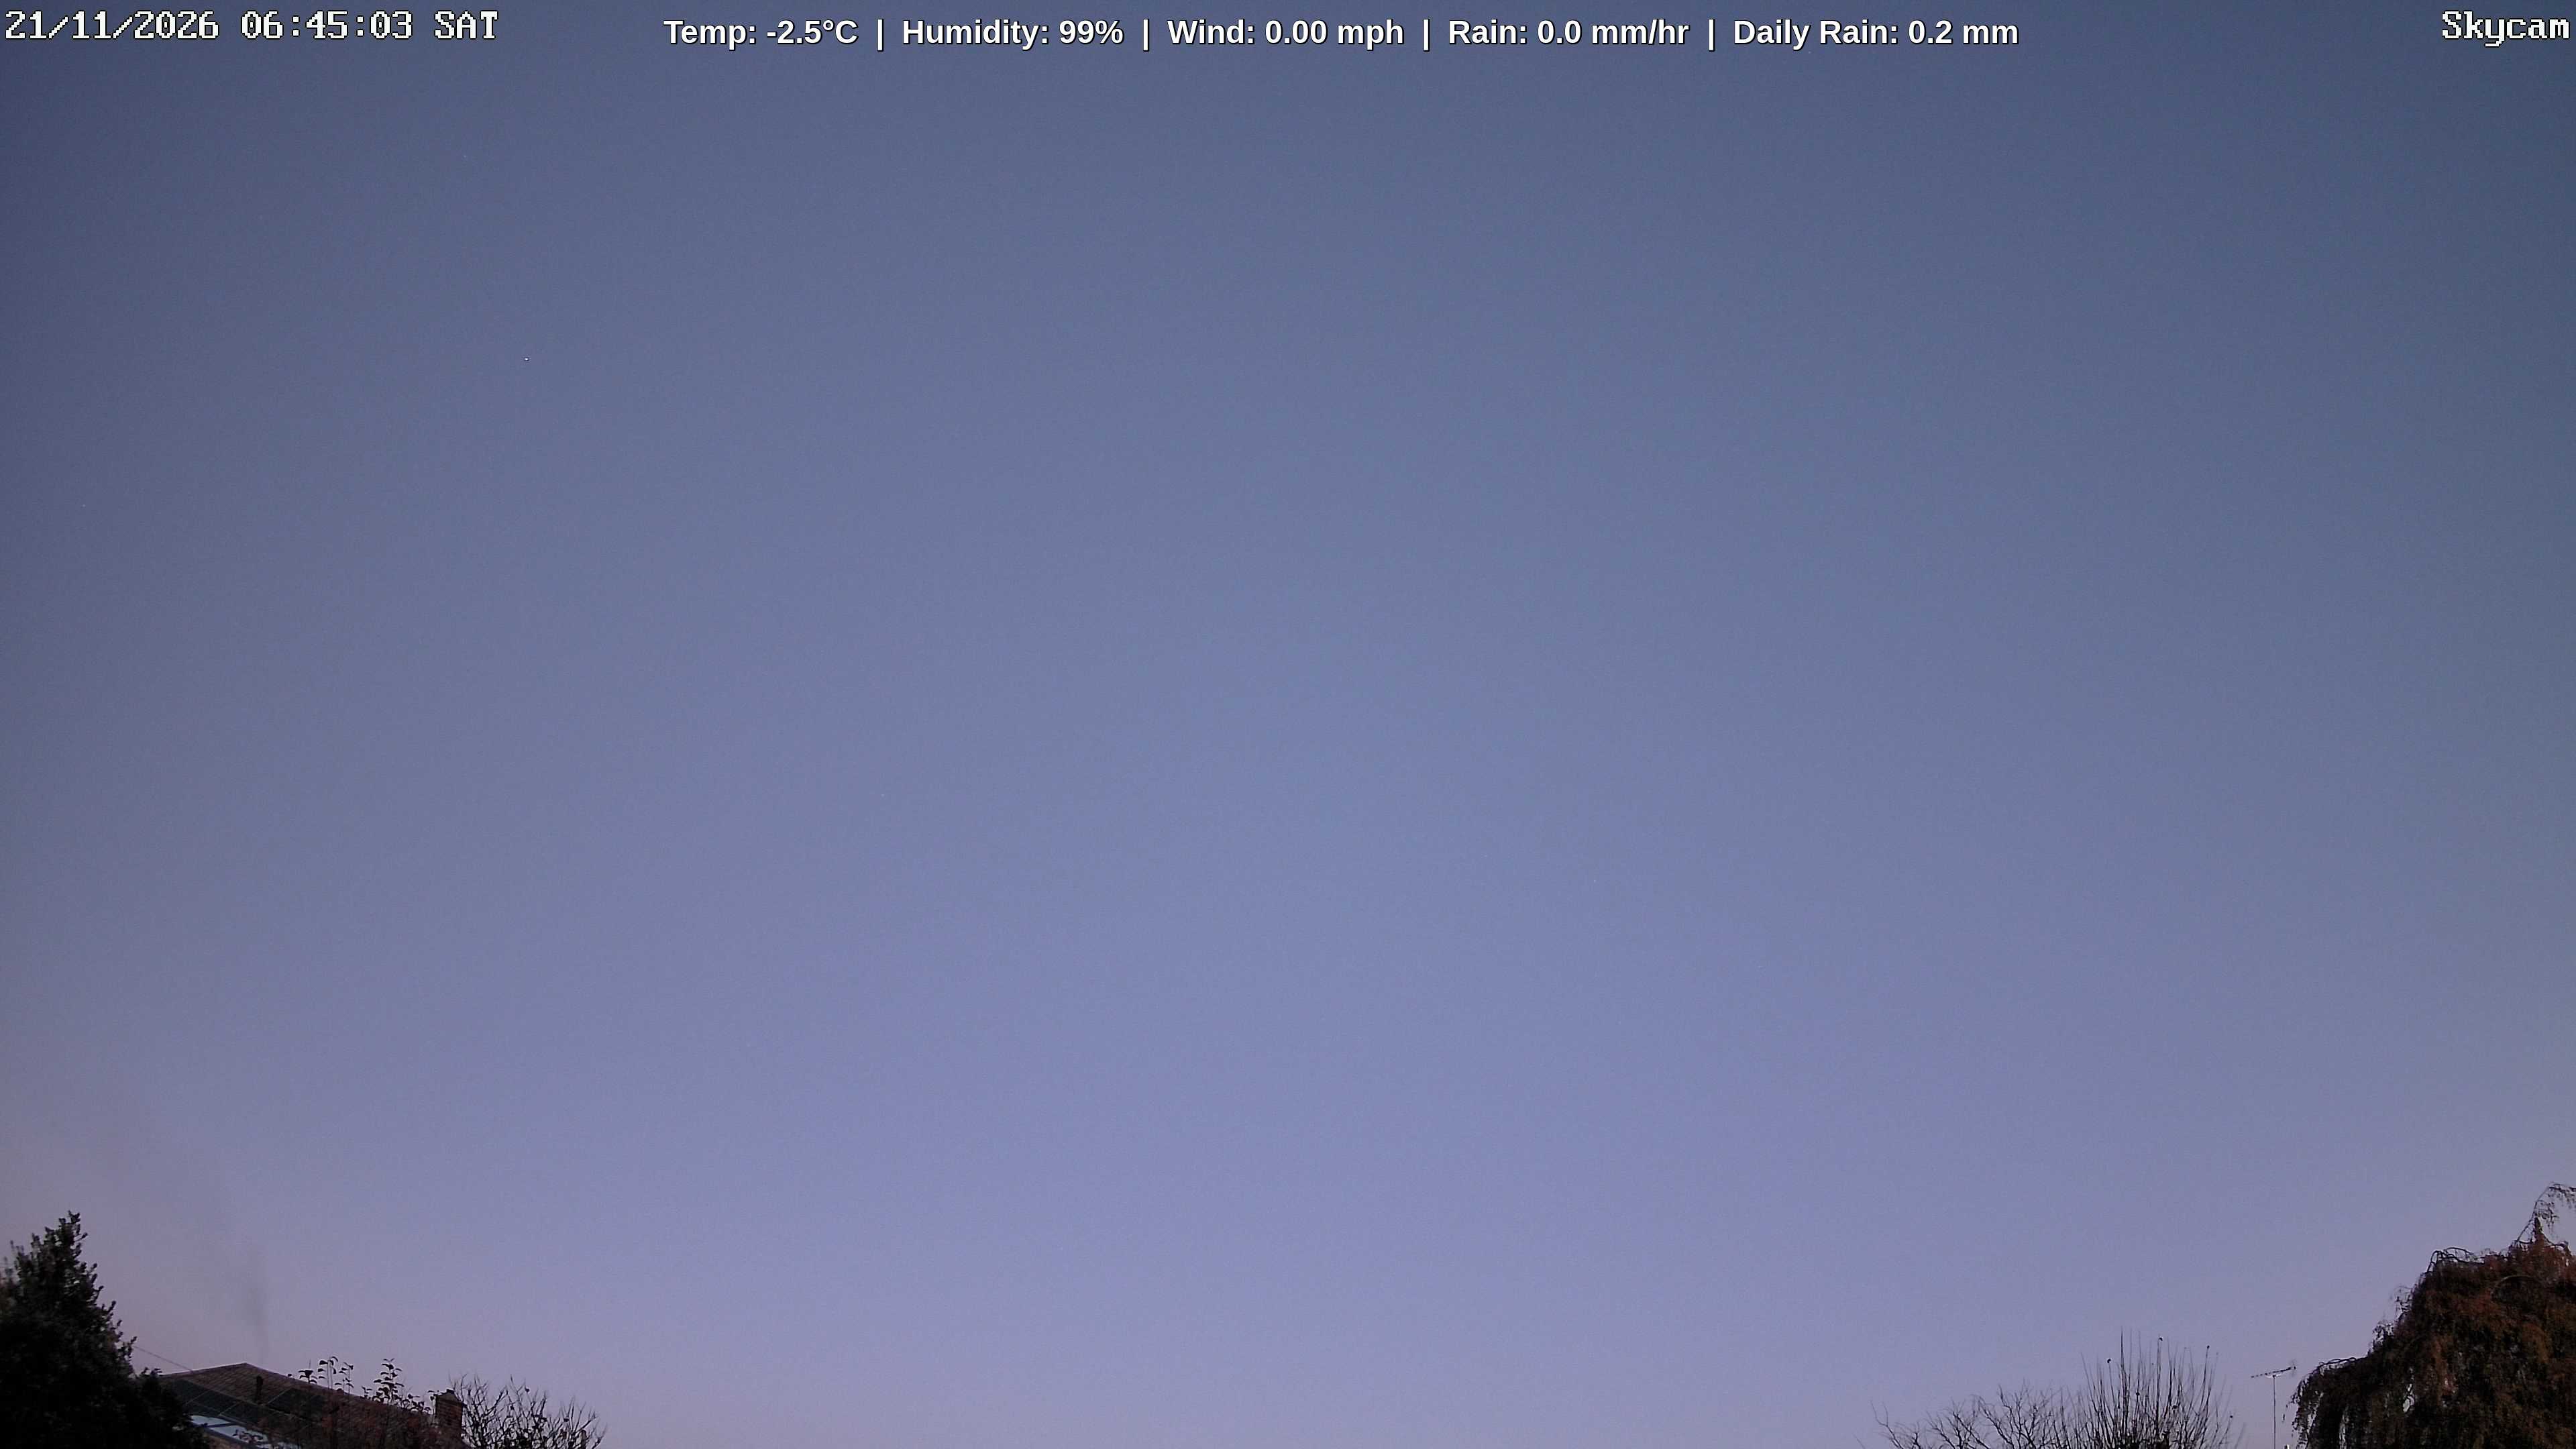 21/11/2026 06:45:03 SAT
Temp: -2.5°C | Humidity: 99% | Wind: 0.00 mph | Rain: 0.0 mm/hr | Daily Rain: 0.2 mm
Skycam